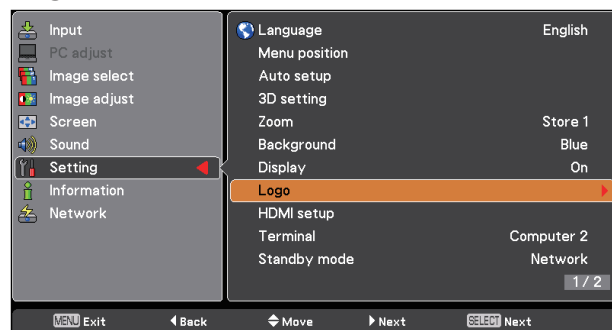 Input
PC adjust
Image select
Image adjust
Screen
Sound
Setting
Information
Network
Language English
Menu position
Auto setup
3D setting
Zoom Store 1
Background Blue
Display On
Logo
HDMI setup
Terminal Computer 2
Standby mode Network
1 / 2
MENU Exit Back Move Next SELECT Next